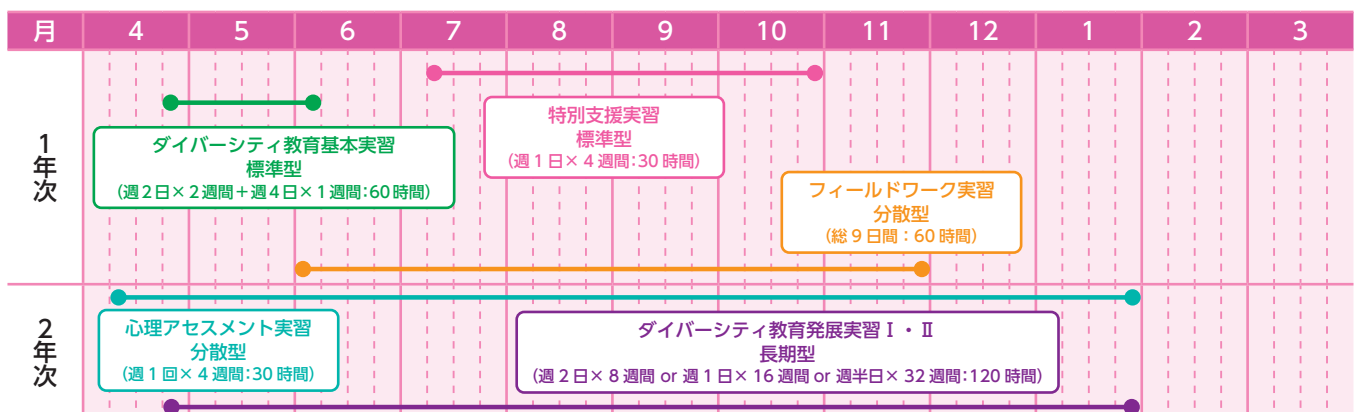 月 4 5 6 7 8 9 10 11 12 1 2 3
1年次
特別支援実習
標準型
(週1日×4週間:30時間)
ダイバーシティ教育基本実習
標準型
(週2日×2週間+週4日×1週間:60時間)
フィールドワーク実習
分散型
(総9日間:60時間)
2年次
心理アセスメント実習
分散型
(週1回×4週間:30時間)
ダイバーシティ教育発展実習Ⅰ・Ⅱ
長期型
(週2日×8週間 or 週1日×16週間 or 週半日×32週間:120時間)